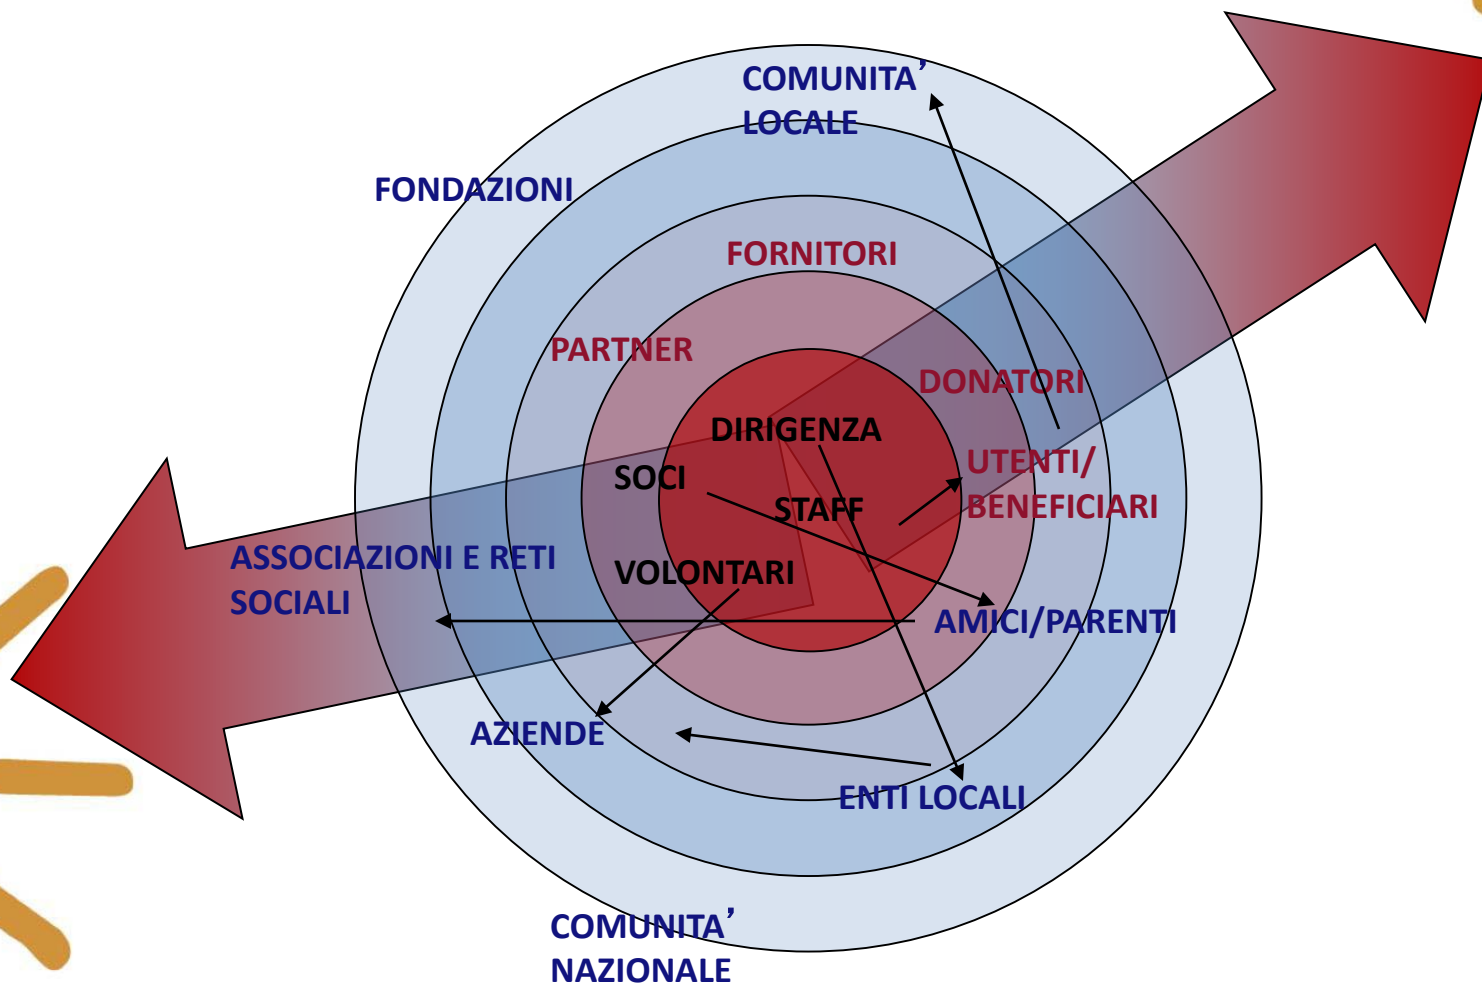 COMUNITA’
LOCALE
FONDAZIONI
FORNITORI
PARTNER
DONATORI
DIRIGENZA
SOCI
UTENTI/
BENEFICIARI
STAFF
ASSOCIAZIONI E RETI
SOCIALI
VOLONTARI
AMICI/PARENTI
AZIENDE
ENTI LOCALI
COMUNITA’
NAZIONALE